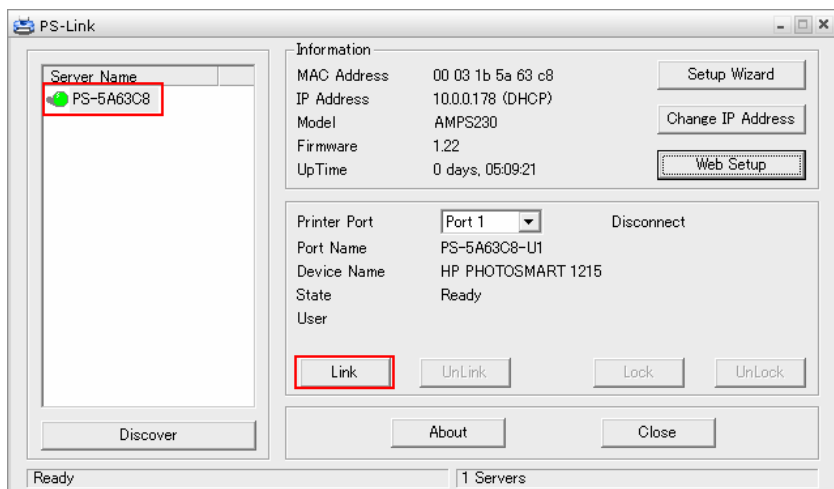 PS-Link
Server Name
PS-5A63C8
Discover
Information
MAC Address 00 03 1b 5a 63 c8
IP Address 10.0.0.178 (DHCP)
Model AMPS230
Firmware 1.22
UpTime 0 days, 05:09:21
Setup Wizard
Change IP Address
Web Setup
Printer Port Port 1 Disconnect
Port Name PS-5A63C8-U1
Device Name HP PHOTOSMART 1215
State Ready
User
Link UnLink Lock UnLock
About Close
Ready 1 Servers